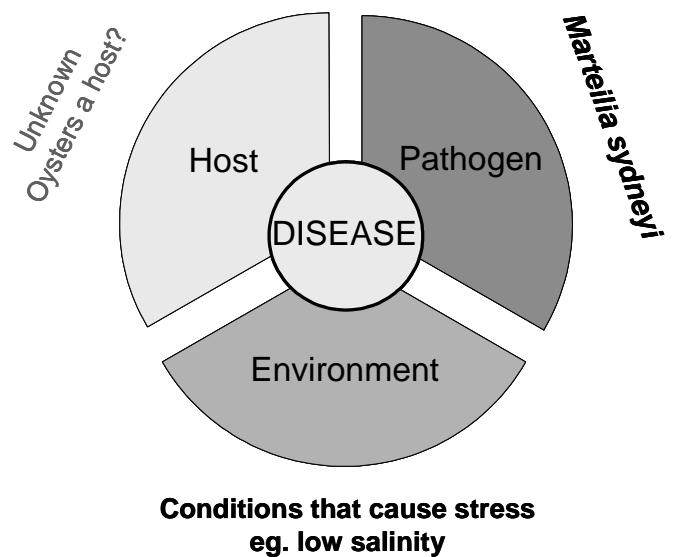 Unknown
Oysters a host?
Marteilia sydneyi
Host
Pathogen
DISEASE
Environment
Conditions that cause stress
eg. low salinity